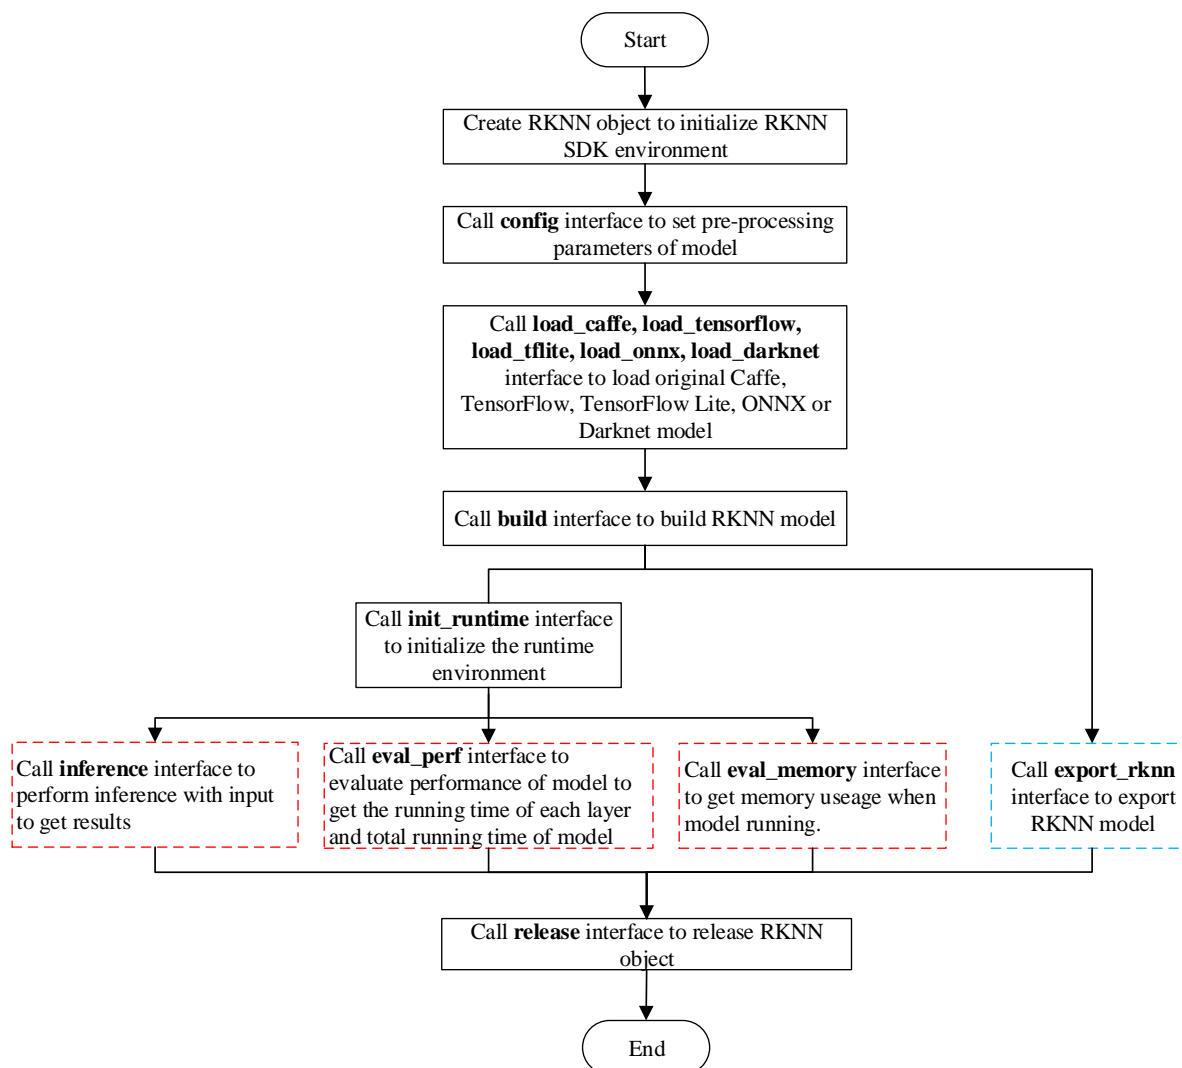 Start
Create RKNN object to initialize RKNN
SDK environment
Call config interface to set pre-processing
parameters of model
Call load_caffe, load_tensorflow,
load_tflite, load_onnx, load_darknet
interface to load original Caffe,
TensorFlow, TensorFlow Lite, ONNX or
Darknet model
Call build interface to build RKNN model
Call init_runtime interface
to initialize the runtime
environment
Call inference interface to
perform inference with input
to get results
Call eval_perf interface to
evaluate performance of model to
get the running time of each layer
and total running time of model
Call eval_memory interface
to get memory useage when
model running.
Call export_rknn
interface to export
RKNN model
Call release interface to release RKNN
object
End